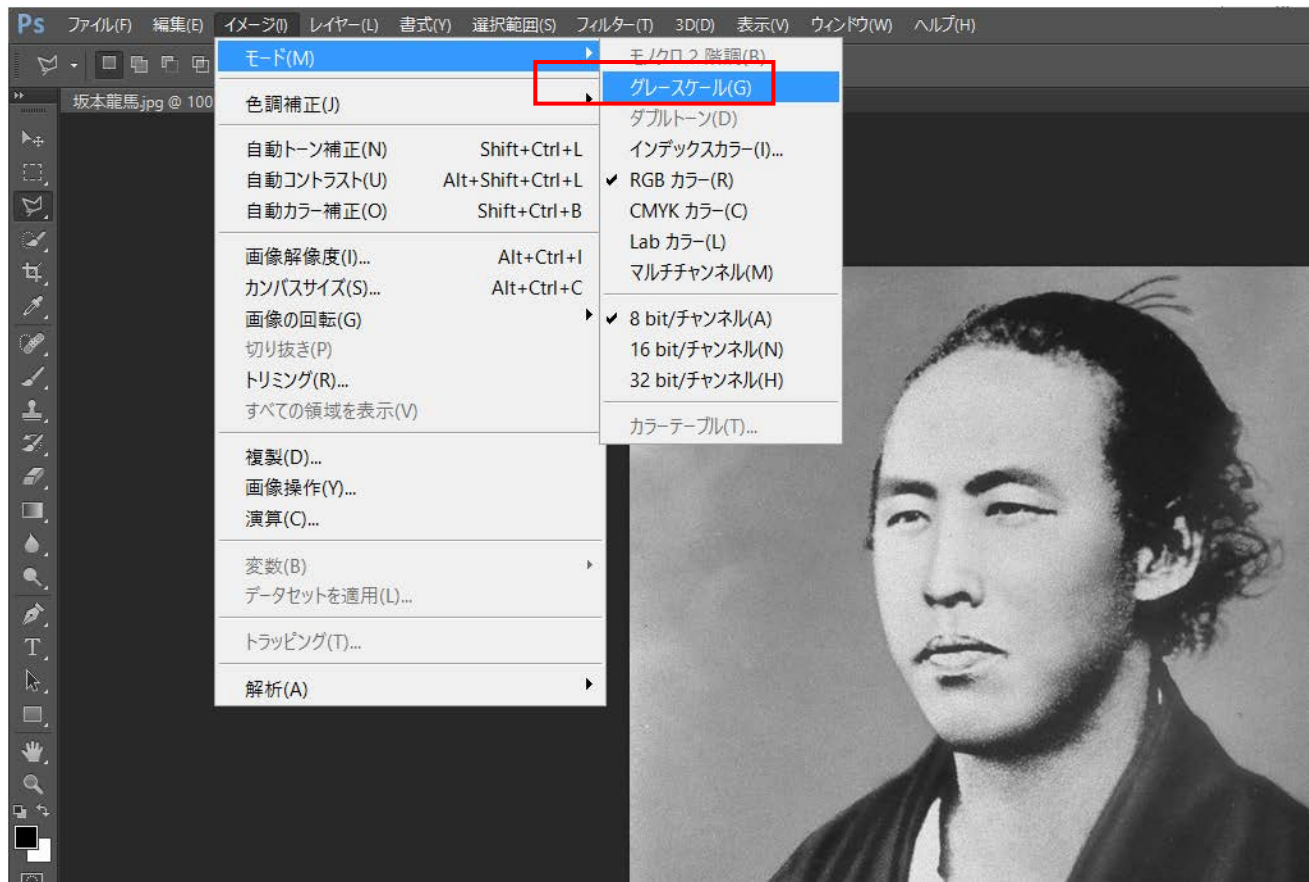 Ps ファイル(F) 編集(E) イメージ(I) レイヤー(L) 書式(Y) 選択範囲(S) フィルター(T) 3D(D) 表示(V) ウィンドウ(W) ヘルプ(H)
坂本龍馬.jpg @ 100
モード(M)
色調補正(J)
自動トーン補正(N) Shift+Ctrl+L
自動コントラスト(U) Alt+Shift+Ctrl+L
自動カラー補正(O) Shift+Ctrl+B
画像解像度(I)... Alt+Ctrl+I
カンバスサイズ(S)... Alt+Ctrl+C
画像の回転(G)
切り抜き(P)
トリミング(R)...
すべての領域を表示(V)
複製(D)...
画像操作(Y)...
演算(C)...
変数(B)
データセットを適用(L)...
トラッピング(T)...
解析(A)
モノクロ 2 階調(B)
グレースケール(G)
ダブルトーン(D)
インデックスカラー(I)...
RGB カラー(R)
CMYK カラー(C)
Lab カラー(L)
マルチチャンネル(M)
8 bit/チャンネル(A)
16 bit/チャンネル(N)
32 bit/チャンネル(H)
カラーテーブル(T)...
T